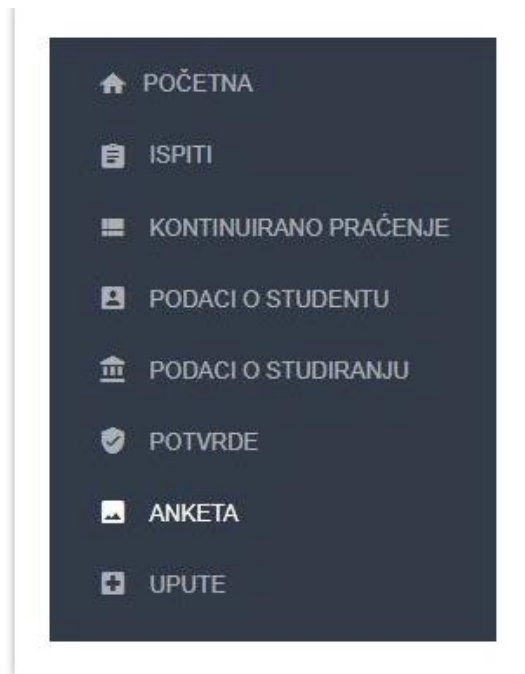 POČETNA
ISPITI
KONTINUIRANO PRAĆENJE
PODACI O STUDENTU
PODACI O STUDIRANJU
POTVRDE
ANKETA
UPUTE